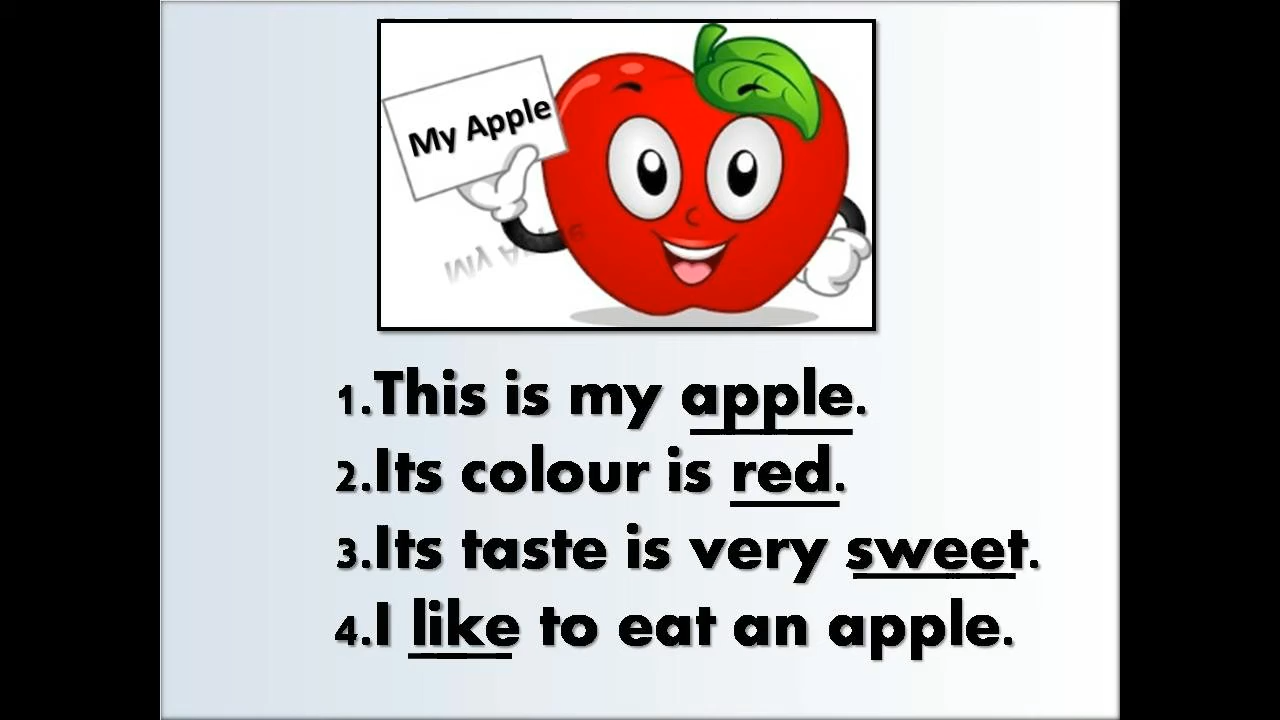 My Apple
1.This is my apple.
2.Its colour is red.
3.Its taste is very sweet.
4.I like to eat an apple.